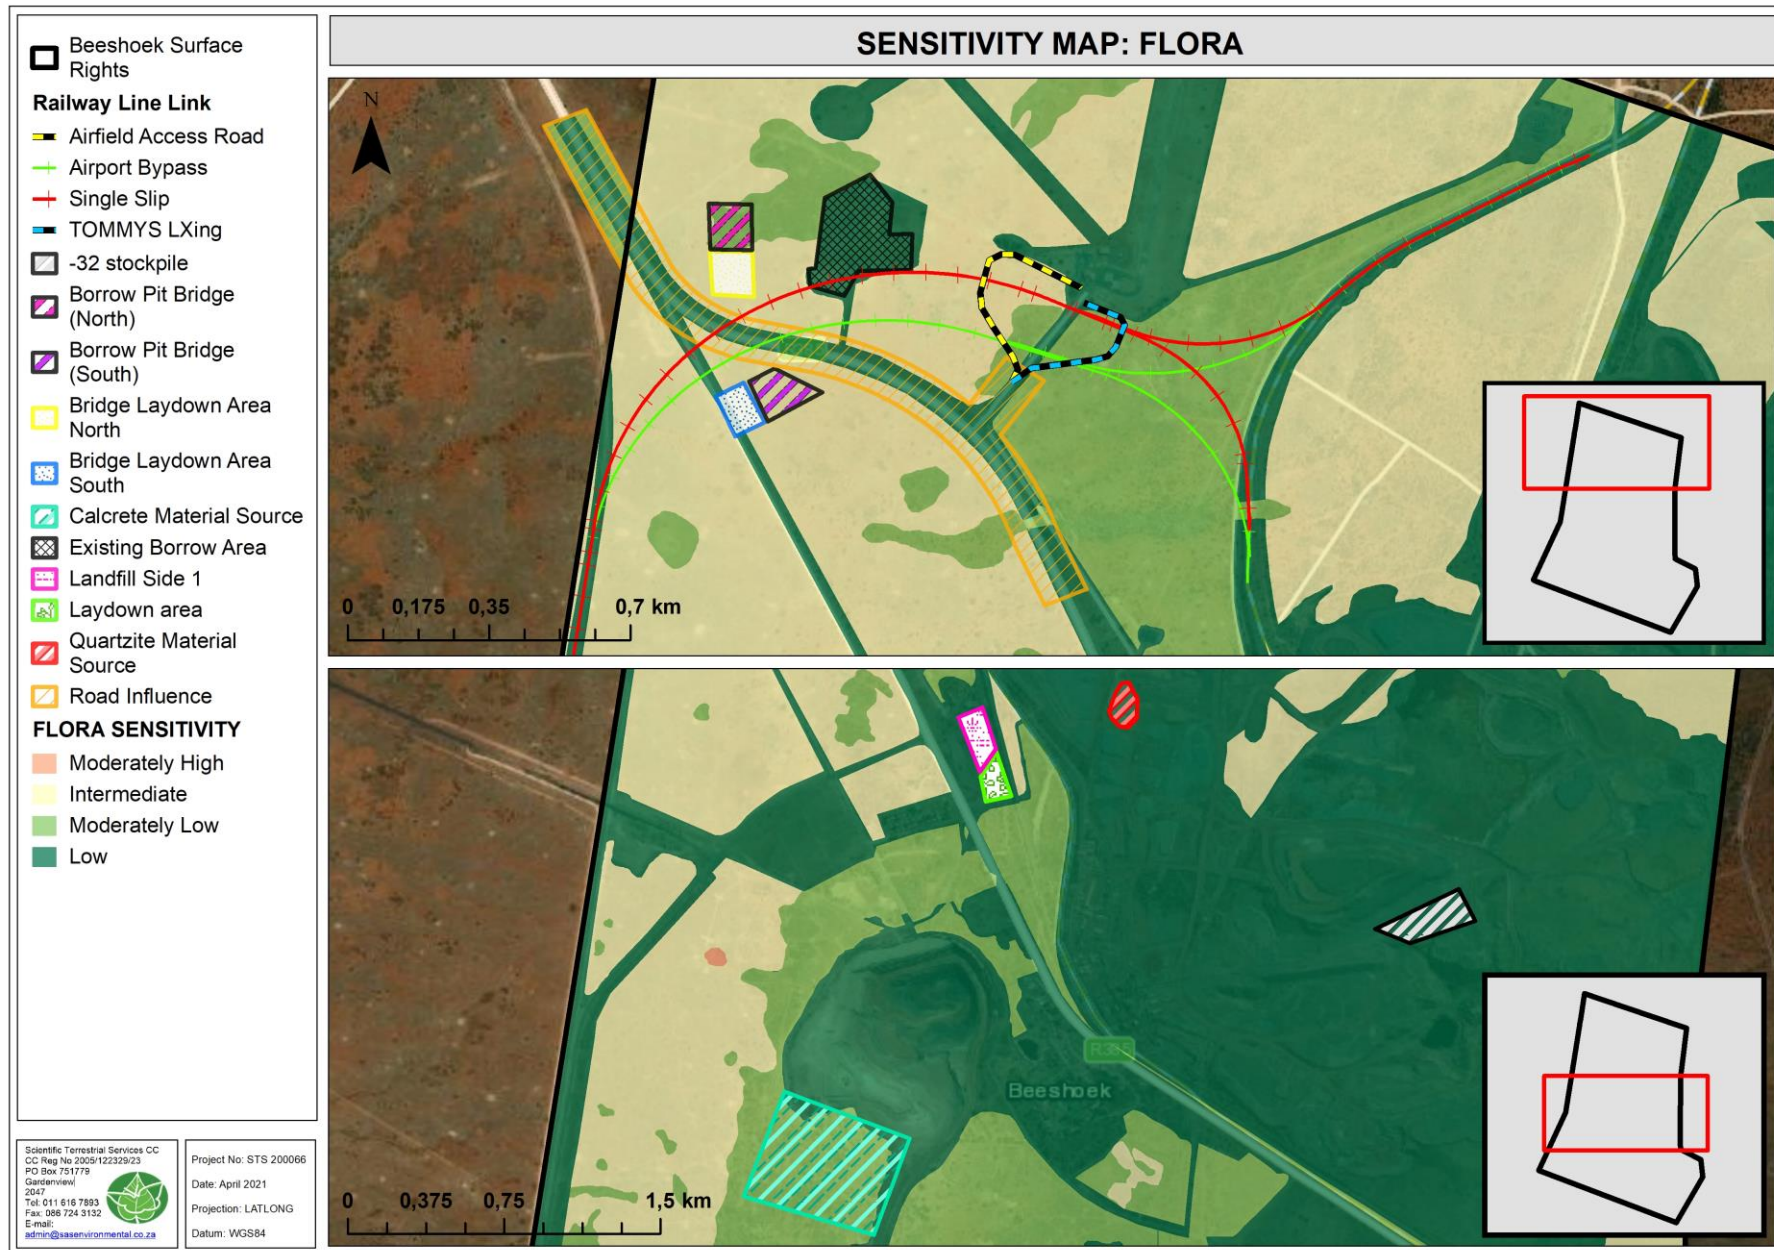 SENSITIVITY MAP: FLORA
Beeshoek Surface
Rights
Railway Line Link
Airfield Access Road
Airport Bypass
Single Slip
TOMMYS LXing
-32 stockpile
Borrow Pit Bridge
(North)
Borrow Pit Bridge
(South)
Bridge Laydown Area
North
Bridge Laydown Area
South
Calcrete Material Source
Existing Borrow Area
Landfill Side 1
Laydown area
Quartzite Material
Source
Road Influence
FLORA SENSITIVITY
Moderately High
Intermediate
Moderately Low
Low
N
0 0,175 0,35 0,7 km
R385
Beeshoek
0 0,375 0,75 1,5 km
Scientific Terrestrial Services CC
CC Reg No 2005/122329/23
PO Box 751779
Gardenview
2047
Tel: 011 616 7893
Fax: 086 724 3132
E-mail:
admin@sasenvironmental.co.za
Project No: STS 200066
Date: April 2021
Projection: LATLONG
Datum: WGS84